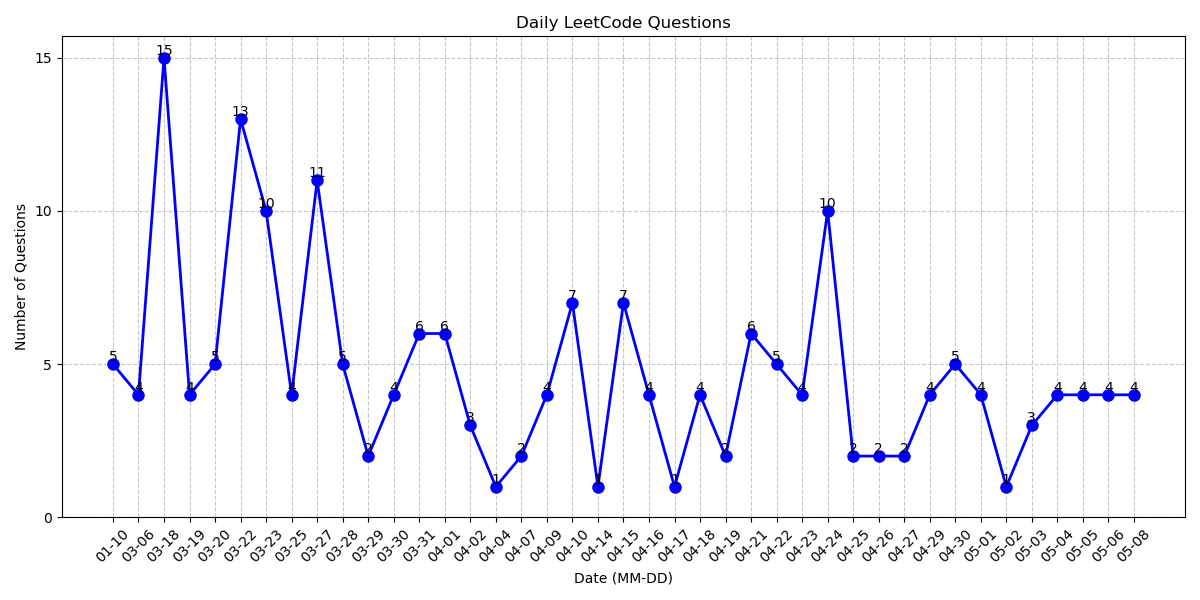 Daily LeetCode Questions
Number of Questions
15
10
5
0
5 4 15 4 5 13 10 4 11 5 2 4 6 6 3 1 2 4 7 1 7 4 1 4 2 6 5 4 10 2 2 2 4 5 4 1 3 4 4 4 4
01-10 03-06 03-18 03-19 03-20 03-22 03-23 03-25 03-27 03-28 03-29 03-30 03-31 04-01 04-02 04-04 04-07 04-09 04-10 04-14 04-15 04-16 04-17 04-18 04-19 04-21 04-22 04-23 04-24 04-25 04-26 04-27 04-29 04-30 05-01 05-02 05-03 05-04 05-05 05-06 05-08
Date (MM-DD)